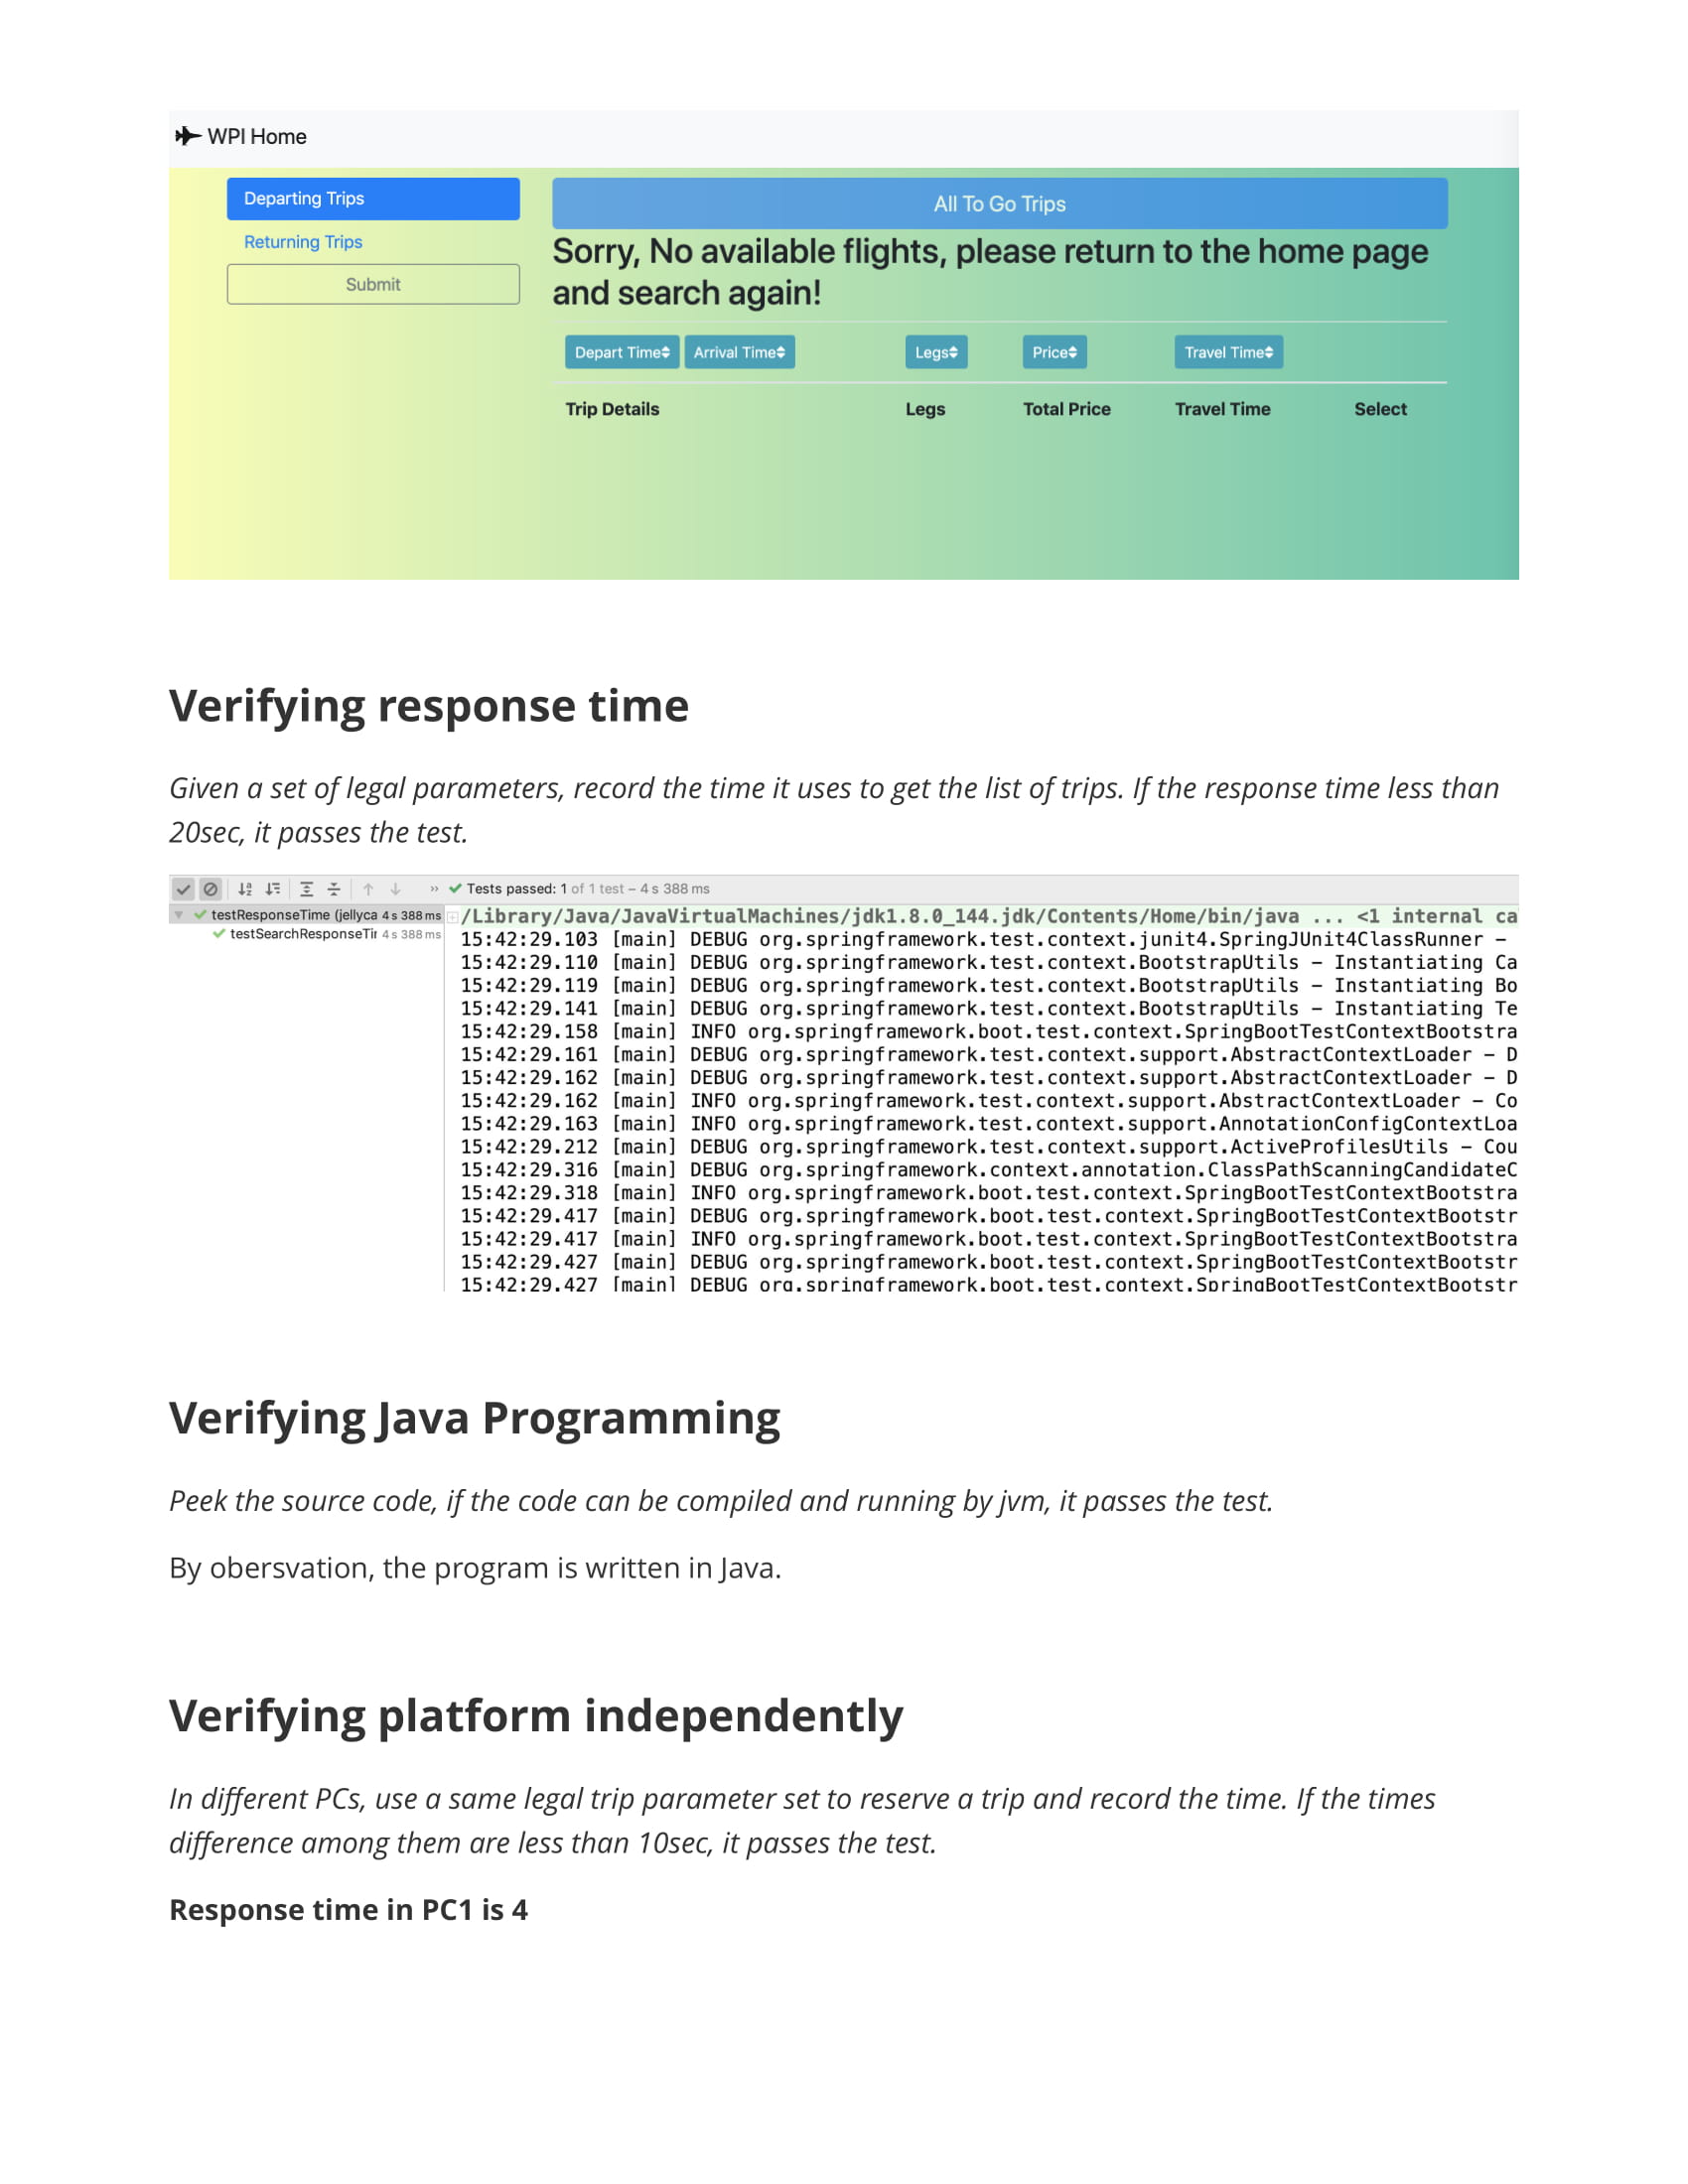 WPI Home
Departing Trips
Returning Trips
Submit
All To Go Trips
Sorry, No available flights, please return to the home page
and search again!
Depart Time Arrival Time Legs Price Travel Time
Trip Details Legs Total Price Travel Time Select
Verifying response time
Given a set of legal parameters, record the time it uses to get the list of trips. If the response time less than
20sec, it passes the test.
Tests passed: 1 of 1 test – 4 s 388 ms
testResponseTime (jellyca 4 s 388 ms
testSearchResponseTir 4 s 388 ms
/Library/Java/JavaVirtualMachines/jdk1.8.0_144.jdk/Contents/Home/bin/java ... <1 internal ca
15:42:29.103 [main] DEBUG org.springframework.test.context.junit4.SpringJUnit4ClassRunner –
15:42:29.110 [main] DEBUG org.springframework.test.context.BootstrapUtils – Instantiating Ca
15:42:29.119 [main] DEBUG org.springframework.test.context.BootstrapUtils – Instantiating Bo
15:42:29.141 [main] DEBUG org.springframework.test.context.BootstrapUtils – Instantiating Te
15:42:29.158 [main] INFO org.springframework.boot.test.context.SpringBootTestContextBootstra
15:42:29.161 [main] DEBUG org.springframework.test.context.support.AbstractContextLoader – D
15:42:29.162 [main] DEBUG org.springframework.test.context.support.AbstractContextLoader – D
15:42:29.162 [main] INFO org.springframework.test.context.support.AbstractContextLoader – Co
15:42:29.163 [main] INFO org.springframework.test.context.support.AnnotationConfigContextLoa
15:42:29.212 [main] DEBUG org.springframework.test.context.support.ActiveProfilesUtils – Cou
15:42:29.316 [main] DEBUG org.springframework.context.annotation.ClassPathScanningCandidateC
15:42:29.318 [main] INFO org.springframework.boot.test.context.SpringBootTestContextBootstra
15:42:29.417 [main] DEBUG org.springframework.boot.test.context.SpringBootTestContextBootstr
15:42:29.417 [main] INFO org.springframework.boot.test.context.SpringBootTestContextBootstra
15:42:29.427 [main] DEBUG org.springframework.boot.test.context.SpringBootTestContextBootstr
15:42:29.427 [main] DEBUG org.springframework.boot.test.context.SpringBootTestContextBootstr
Verifying Java Programming
Peek the source code, if the code can be compiled and running by jvm, it passes the test.
By obersvation, the program is written in Java.
Verifying platform independently
In different PCs, use a same legal trip parameter set to reserve a trip and record the time. If the times
difference among them are less than 10sec, it passes the test.
Response time in PC1 is 4